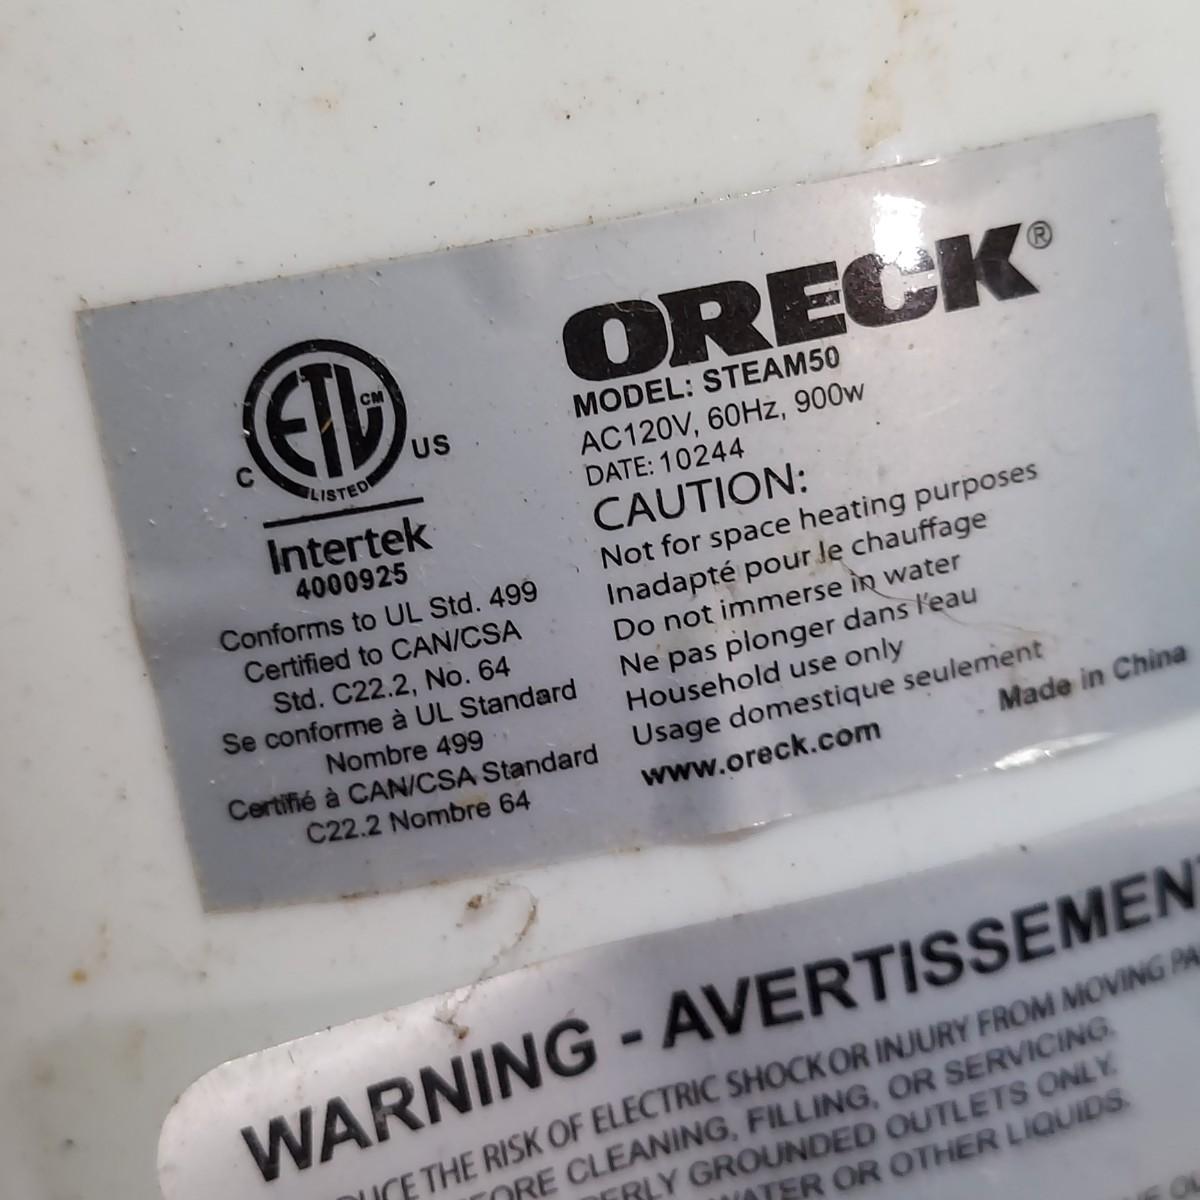 ETL CM
C US
LISTED
Intertek
4000925
Conforms to UL Std. 499
Certified to CAN/CSA
Std. C22.2, No. 64
Se conforme à UL Standard
Nombre 499
Certifié à CAN/CSA Standard
C22.2 Nombre 64
ORECK®
MODEL: STEAM50
AC120V, 60Hz, 900w
DATE: 10244
CAUTION:
Not for space heating purposes
Inadapté pour le chauffage
Do not immerse in water
Ne pas plonger dans l'eau
Household use only
Usage domestique seulement
www.oreck.com
Made in China
WARNING - AVERTISSEMEN
THE RISK OF ELECTRIC SHOCK OR INJURY FROM MOVING PA
CLEANING, FILLING, OR SERVICING.
GROUNDED OUTLETS ONLY.
OR OTHER LIQUIDS.